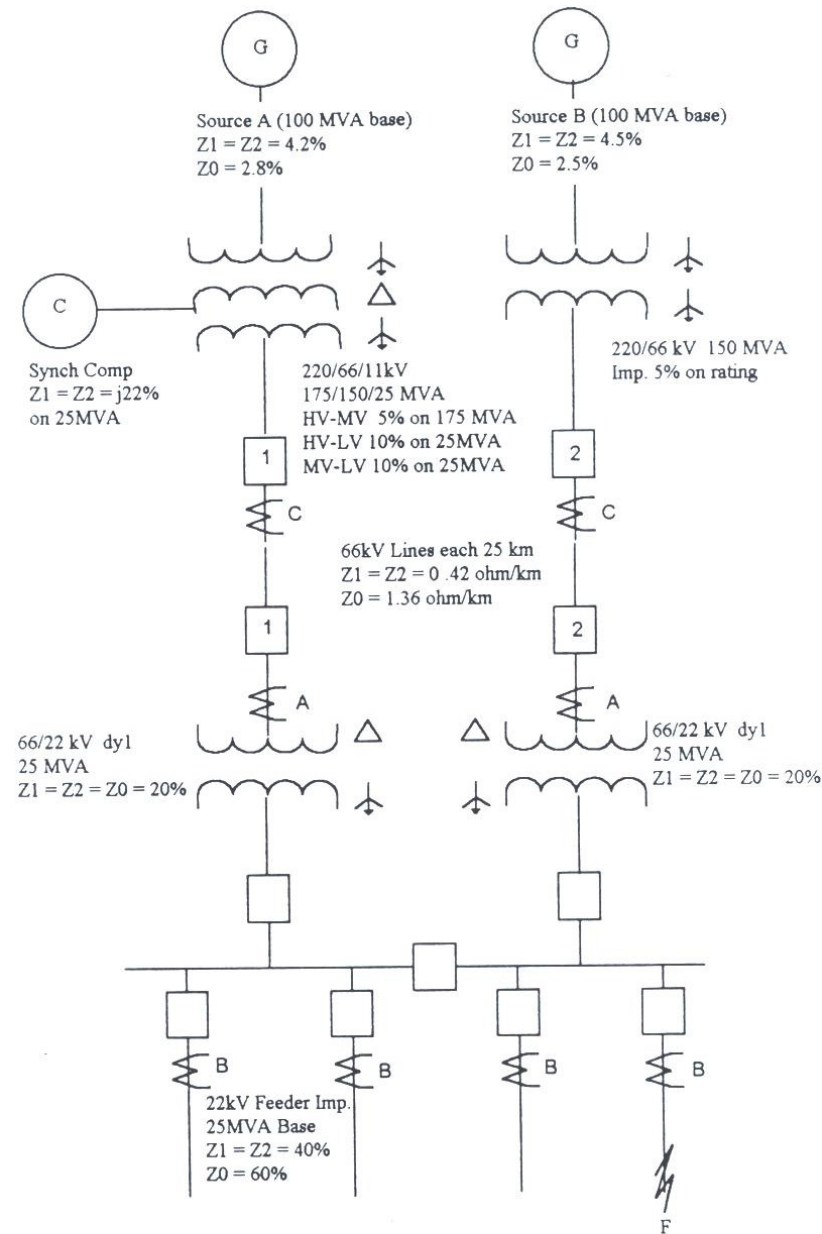 G
G
Source A (100 MVA base)
Z1 = Z2 = 4.2%
Z0 = 2.8%
Source B (100 MVA base)
Z1 = Z2 = 4.5%
Z0 = 2.5%
C
Synch Comp
Z1 = Z2 = j22%
on 25MVA
220/66/11kV
175/150/25 MVA
HV-MV 5% on 175 MVA
HV-LV 10% on 25MVA
MV-LV 10% on 25MVA
220/66 kV 150 MVA
Imp. 5% on rating
1
2
C
C
66kV Lines each 25 km
Z1 = Z2 = 0 .42 ohm/km
Z0 = 1.36 ohm/km
1
2
A
A
66/22 kV dy1
25 MVA
Z1 = Z2 = Z0 = 20%
66/22 kV dy1
25 MVA
Z1 = Z2 = Z0 = 20%
B
B
B
B
22kV Feeder Imp.
25MVA Base
Z1 = Z2 = 40%
Z0 = 60%
F